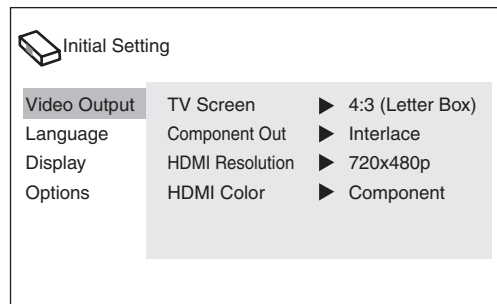 Initial Setting
Video Output TV Screen ▶ 4:3 (Letter Box)
Language Component Out ▶ Interlace
Display HDMI Resolution ▶ 720x480p
Options HDMI Color ▶ Component